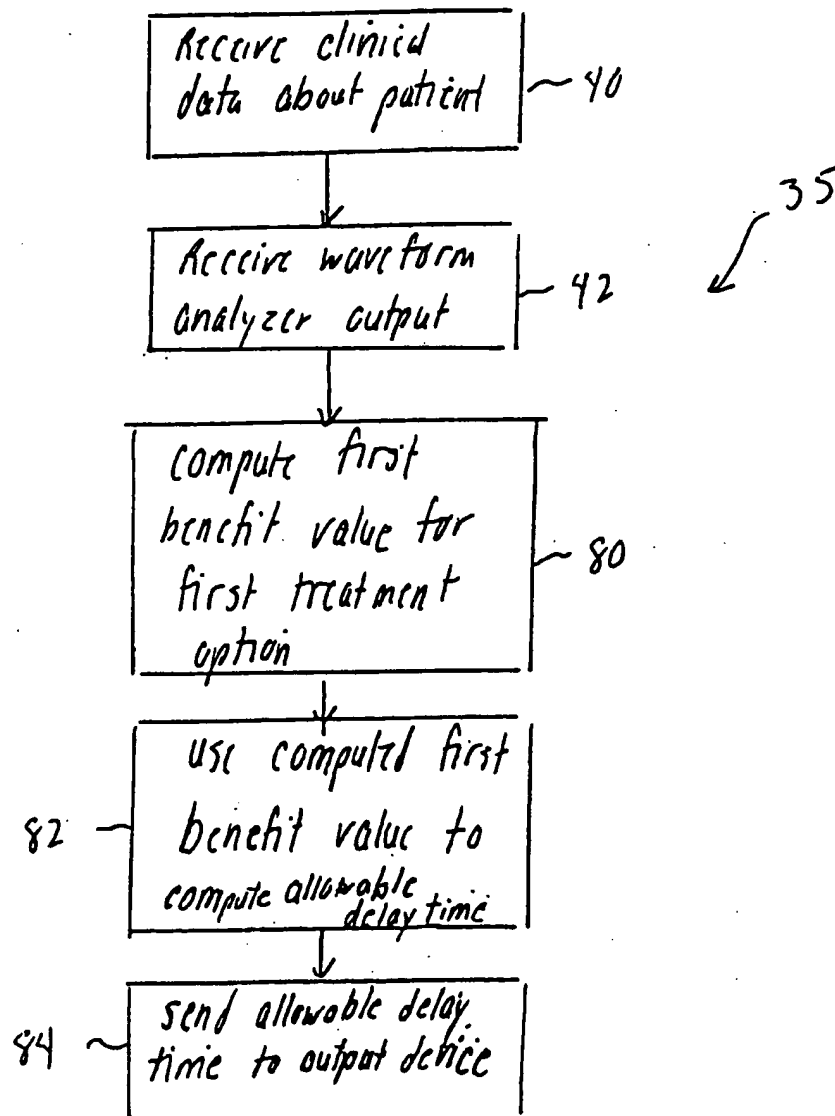 Receive clinical
data about patient
40
35
Receive waveform
analyzer output
42
compute first
benefit value for
first treatment
option
80
use computed first
benefit value to
compute allowable
delay time
82
send allowable delay
time to output device
84